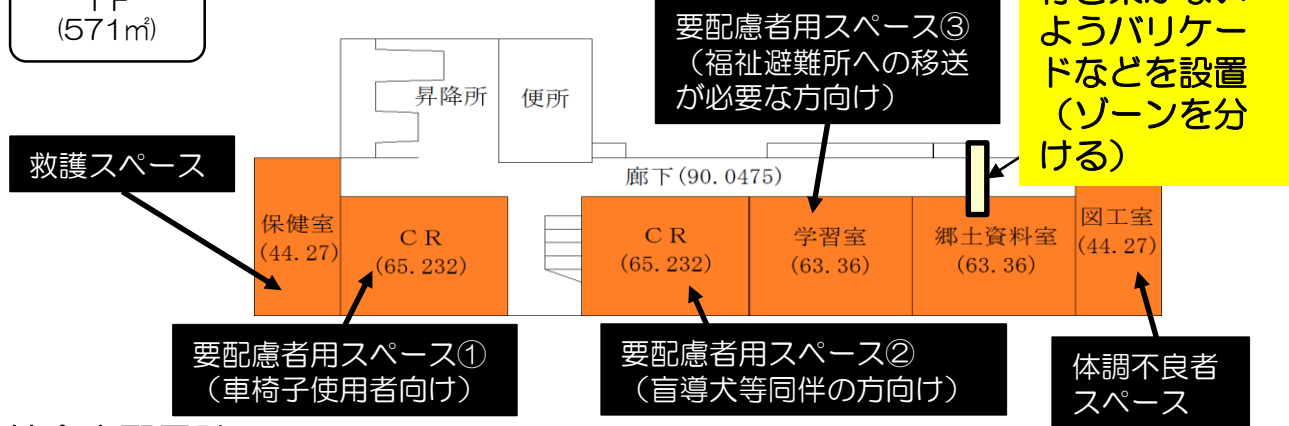 (571㎡)
要配慮者用スペース③
（福祉避難所への移送
が必要な方向け）
ようバリケー
ドなどを設置
（ゾーンを分
ける）
昇降所
便所
救護スペース
廊下(90.0475)
保健室
(44.27)
ＣＲ
(65.232)
ＣＲ
(65.232)
学習室
(63.36)
郷土資料室
(63.36)
図工室
(44.27)
要配慮者用スペース①
（車椅子使用者向け）
要配慮者用スペース②
（盲導犬等同伴の方向け）
体調不良者
スペース